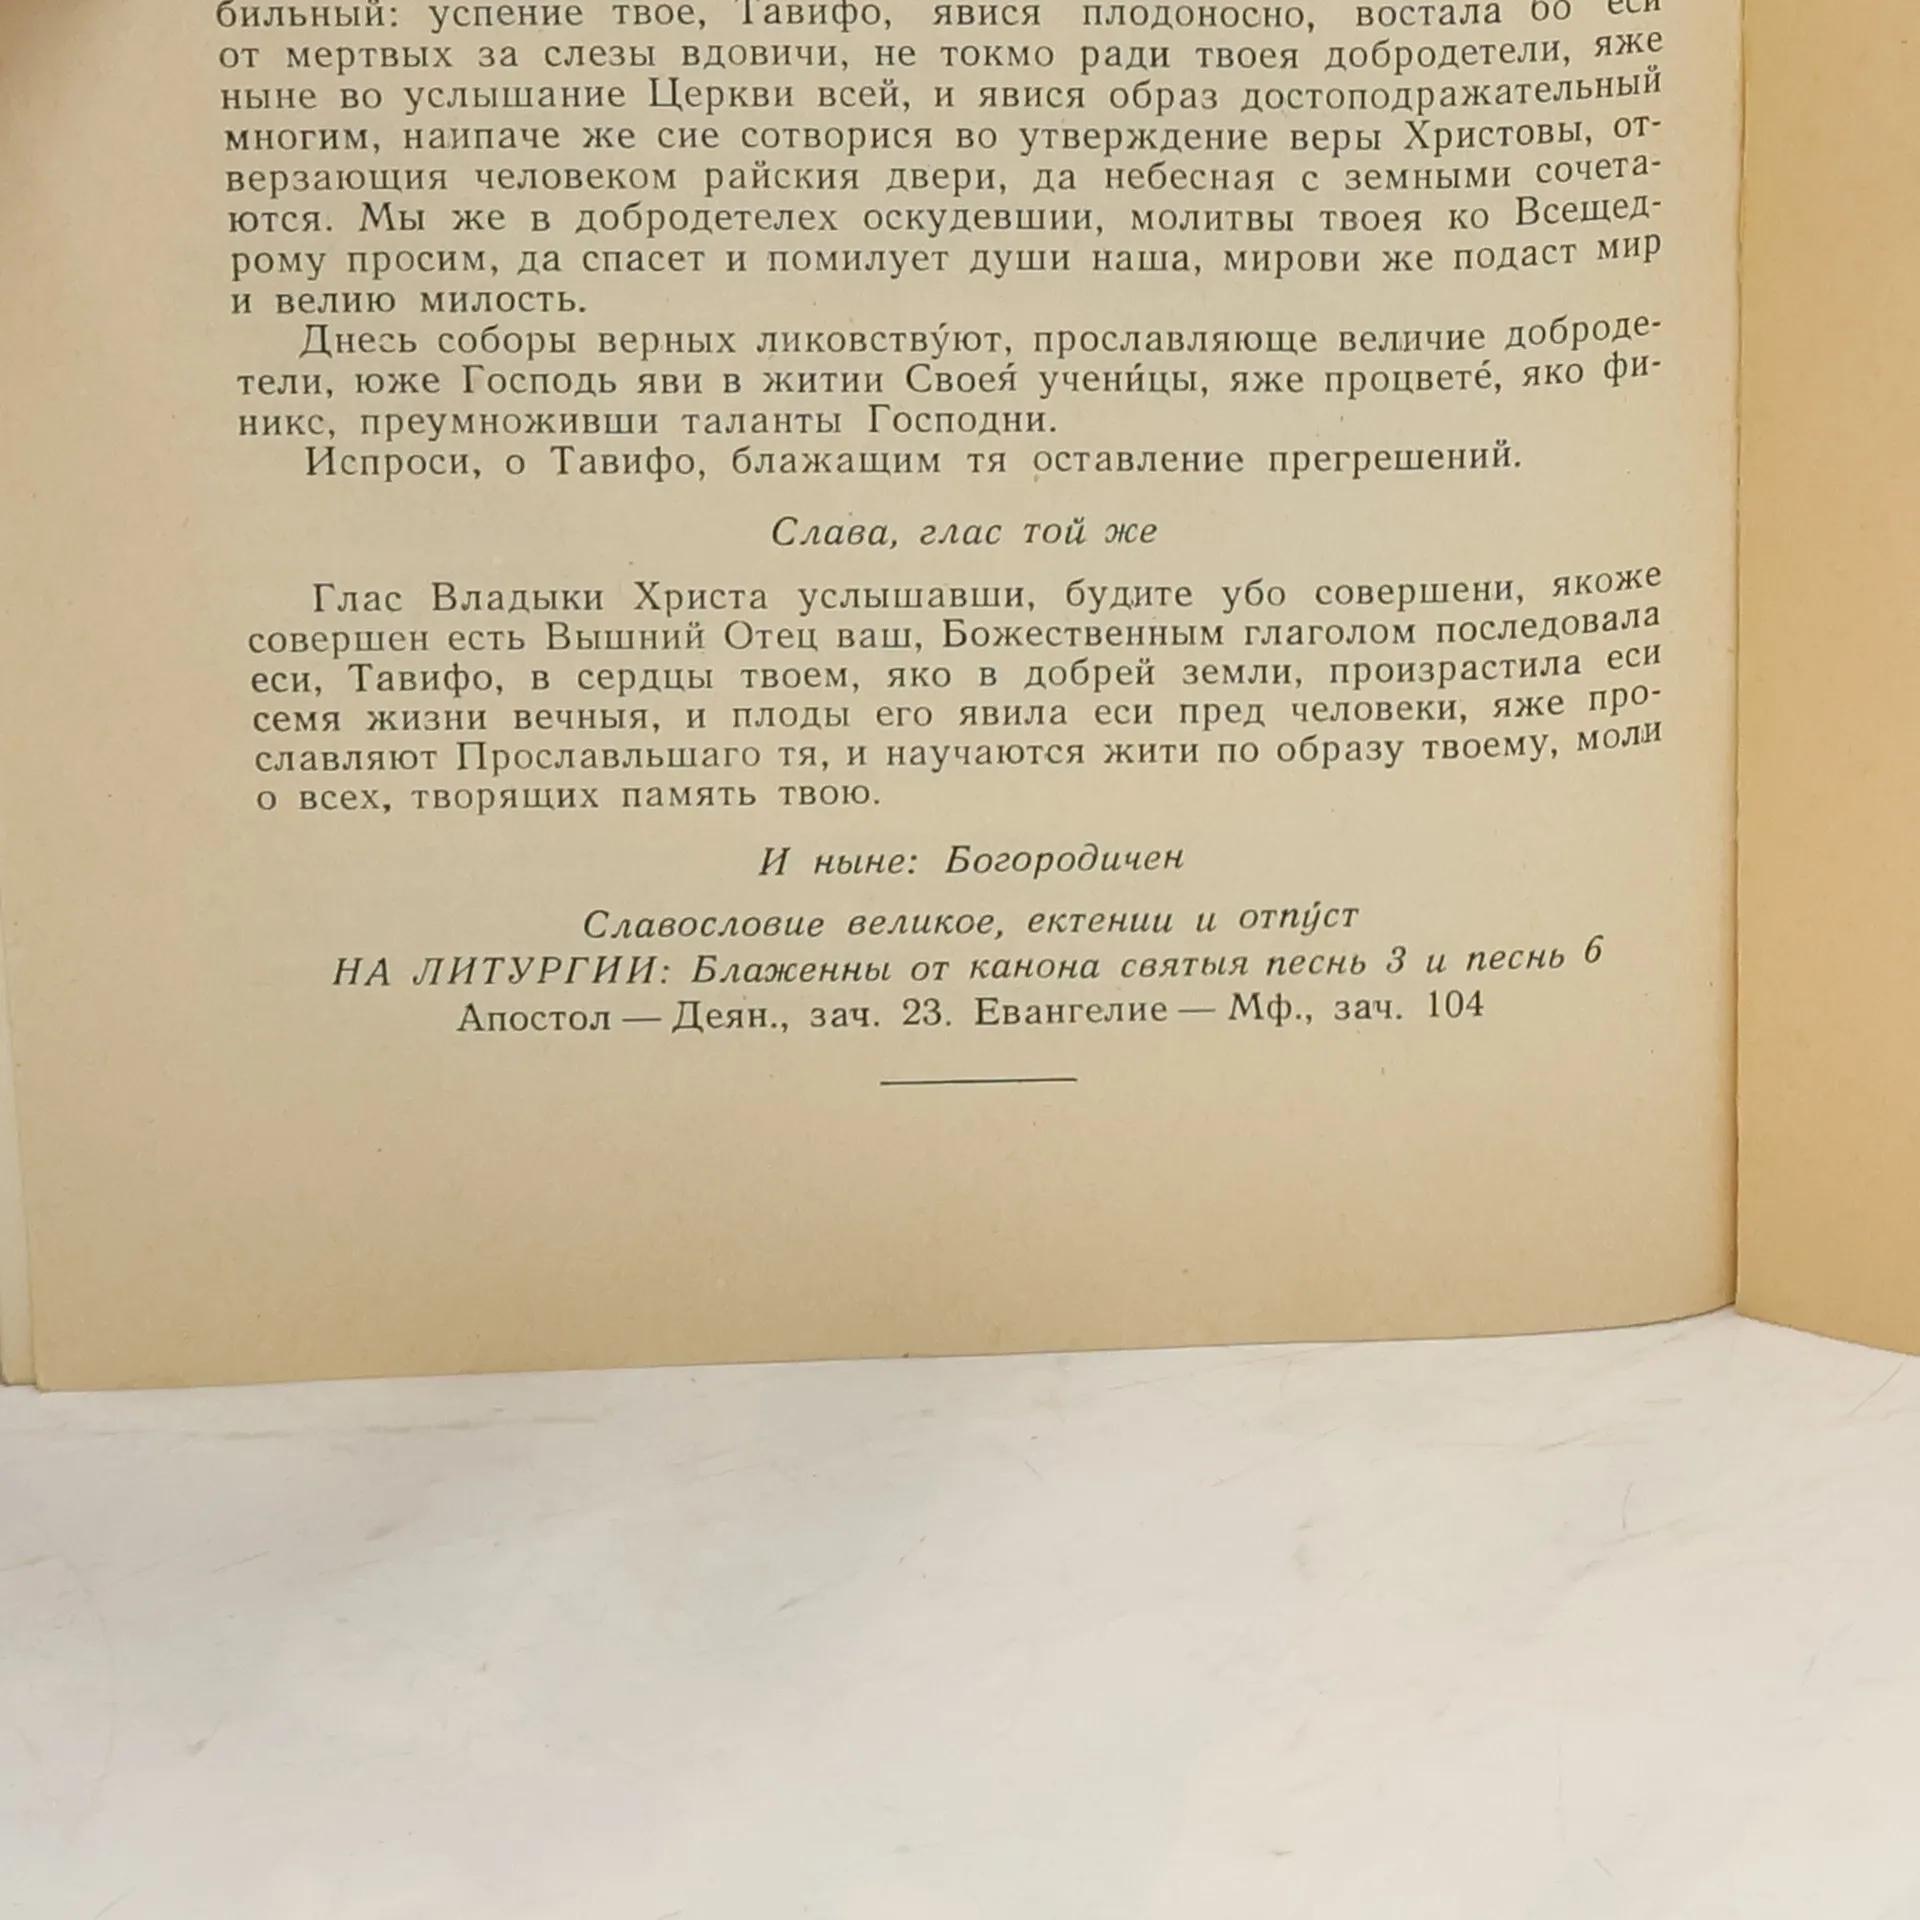 бильный: успение твое, Тавифо, явися плодоносно, востала бо еси
от мертвых за слезы вдовичи, не токмо ради твоея добродетели, яже
ныне во услышание Церкви всей, и явися образ достоподражательный
многим, наипаче же сие сотворися во утверждение веры Христовы, от-
верзающия человеком райския двери, да небесная с земными сочета-
ются. Мы же в добродетелех оскудевшии, молитвы твоея ко Всещед-
рому просим, да спасет и помилует души наша, мирови же подаст мир
и велию милость.
Днесь соборы верных ликовствýют, прославляюще величие доброде-
тели, юже Господь яви в житии Своея́ учени́цы, яже процвете́, яко фи-
никс, преумноживши таланты Господни.
Испроси, о Тавифо, блажащим тя оставление прегрешений.
Слава, глас той же
Глас Владыки Христа услышавши, будите убо совершени, якоже
совершен есть Вышний Отец ваш, Божественным глаголом последовала
еси, Тавифо, в сердцы твоем, яко в добрей земли, произрастила еси
семя жизни вечныя, и плоды его явила еси пред человеки, яже про-
славляют Прославльшаго тя, и научаются жити по образу твоему, моли
о всех, творящих память твою.
И ныне: Богородичен
Славословие великое, ектении и отпу́ст
НА ЛИТУРГИИ: Блаженны от канона святыя песнь 3 и песнь 6
Апостол — Деян., зач. 23. Евангелие — Мф., зач. 104